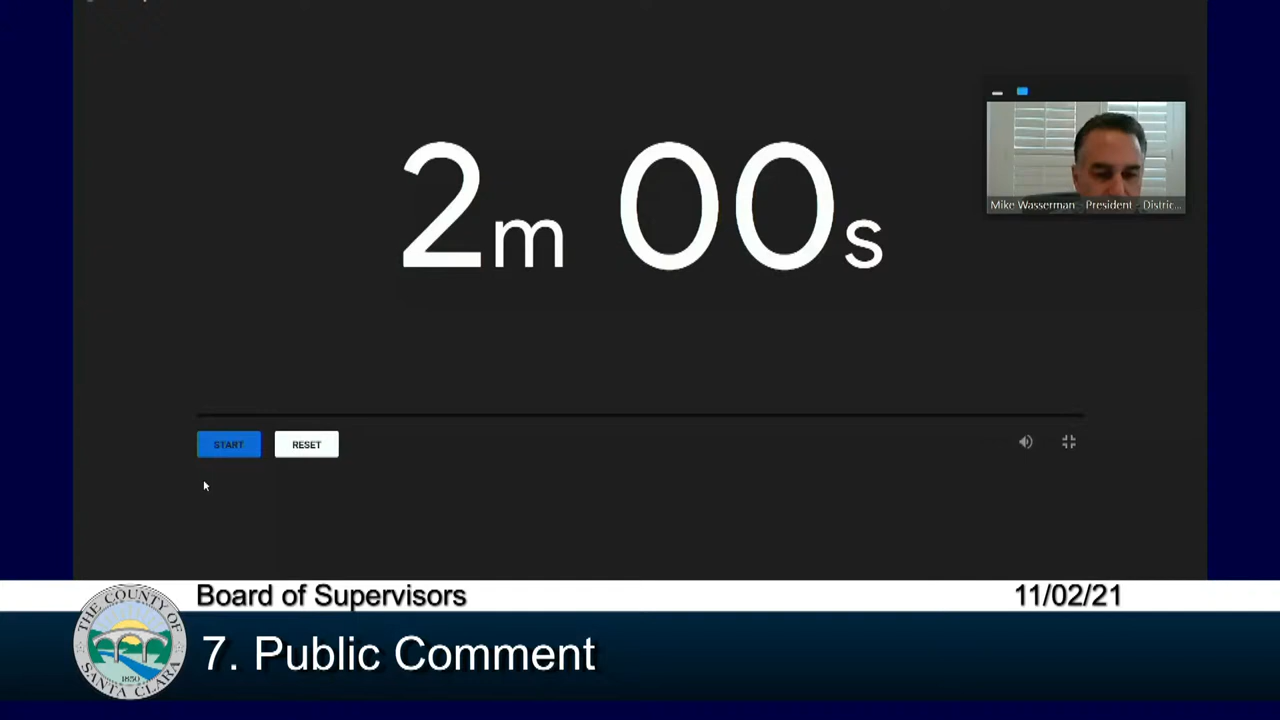 2m 00s
Mike Wasserman - President - Distric...
START
RESET
Board of Supervisors
11/02/21
THE COUNTY OF SANTA CLARA
1850
7. Public Comment